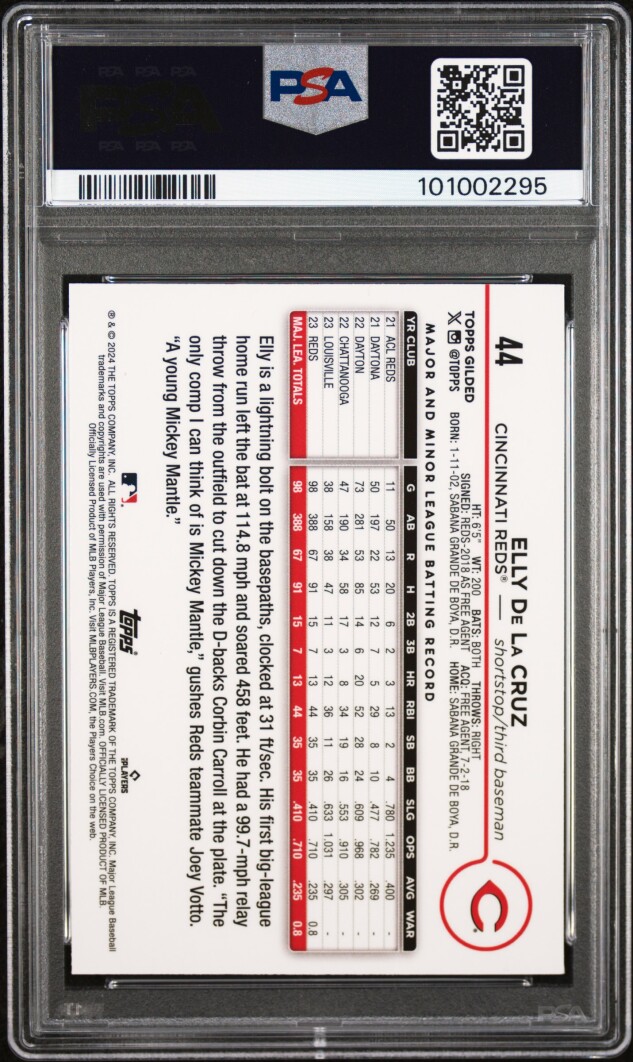 PSA
101002295
44
ELLY DE LA CRUZ
CINCINNATI REDS® — shortstop/third baseman
HT: 6'5" WT: 200 BATS: BOTH THROWS: RIGHT
TOPPS GILDED SIGNED: REDS-2018 AS FREE AGENT ACQ: FREE AGENT, 7-2-18
@TOPPS BORN: 1-11-02, SABANA GRANDE DE BOYA, D.R. HOME: SABANA GRANDE DE BOYA, D.R.
MAJOR AND MINOR LEAGUE BATTING RECORD
YR CLUB G AB R H 2B 3B HR RBI SB BB SLG OPS AVG WAR
21 ACL REDS 11 50 13 20 6 2 3 13 2 4 .780 1.235 .400 -
21 DAYTONA 50 197 22 53 12 7 5 29 8 10 .477 .782 .269 -
22 DAYTON 73 281 53 85 14 6 20 52 28 24 .609 .968 .302 -
22 CHATTANOOGA 47 190 34 58 17 3 8 34 19 16 .553 .910 .305 -
23 LOUISVILLE 38 158 38 47 11 3 12 36 11 26 .633 1.031 .297 -
23 REDS 98 388 67 91 15 7 13 44 35 35 .410 .710 .235 0.8
MAJ. LEA. TOTALS 98 388 67 91 15 7 13 44 35 35 .410 .710 .235 0.8
Elly is a lightning bolt on the basepaths, clocked at 31 ft/sec. His first big-league
home run left the bat at 114.8 mph and soared 458 feet. He had a 99.7-mph relay
throw from the outfield to cut down the D-backs Corbin Carroll at the plate. "The
only comp I can think of is Mickey Mantle," gushes Reds teammate Joey Votto.
"A young Mickey Mantle."
topps®
PLAYERS
® & © 2024 THE TOPPS COMPANY, INC. ALL RIGHTS RESERVED. TOPPS IS A REGISTERED TRADEMARK OF THE TOPPS COMPANY, INC. Major League Baseball
trademarks and copyrights are used with permission of Major League Baseball. Visit MLB.com. OFFICIALLY LICENSED PRODUCT OF MLB
Officially Licensed Product of MLB Players, Inc. Visit MLBPLAYERS.COM, the Players Choice on the web.
PSA